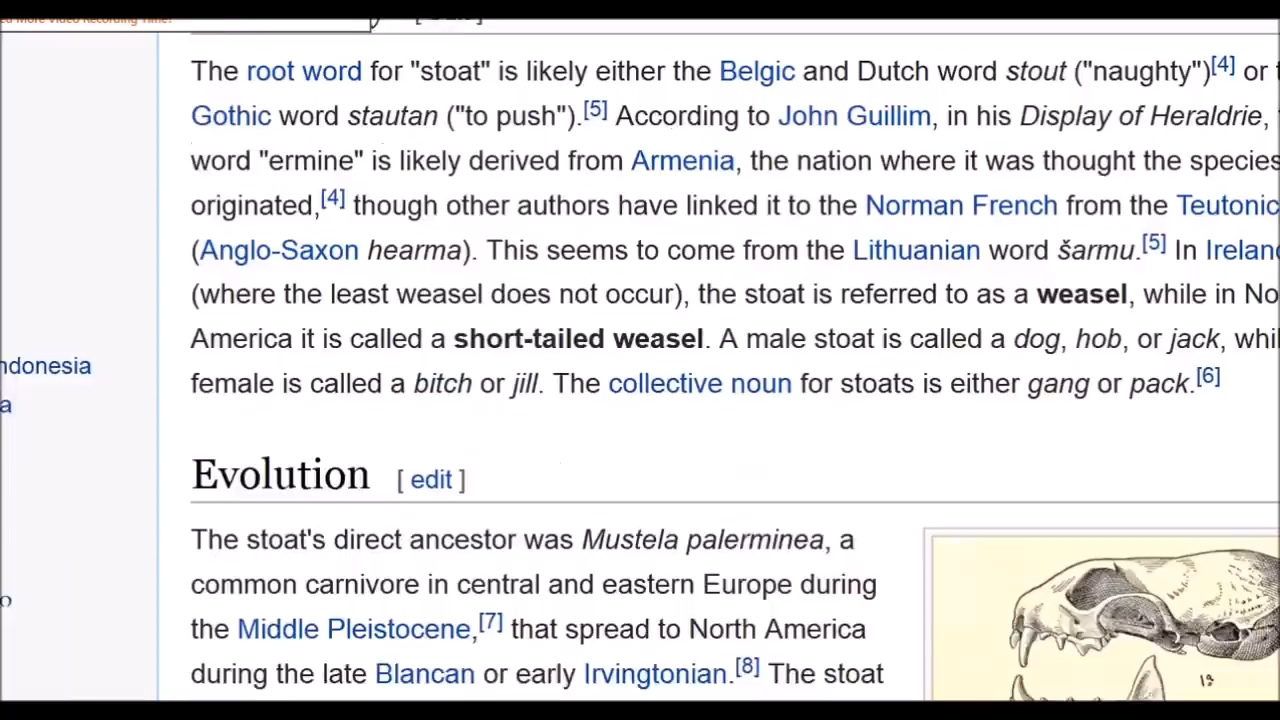 ed More Video Recording Time?
The root word for "stoat" is likely either the Belgic and Dutch word stout ("naughty")[4] or
Gothic word stautan ("to push").[5] According to John Guillim, in his Display of Heraldrie,
word "ermine" is likely derived from Armenia, the nation where it was thought the species
originated,[4] though other authors have linked it to the Norman French from the Teutonic
(Anglo-Saxon hearma). This seems to come from the Lithuanian word šarmu.[5] In Ireland
(where the least weasel does not occur), the stoat is referred to as a weasel, while in No
America it is called a short-tailed weasel. A male stoat is called a dog, hob, or jack, whi
ndonesia
female is called a bitch or jill. The collective noun for stoats is either gang or pack.[6]
a
Evolution [ edit ]
The stoat's direct ancestor was Mustela palerminea, a
common carnivore in central and eastern Europe during
the Middle Pleistocene,[7] that spread to North America
during the late Blancan or early Irvingtonian.[8] The stoat